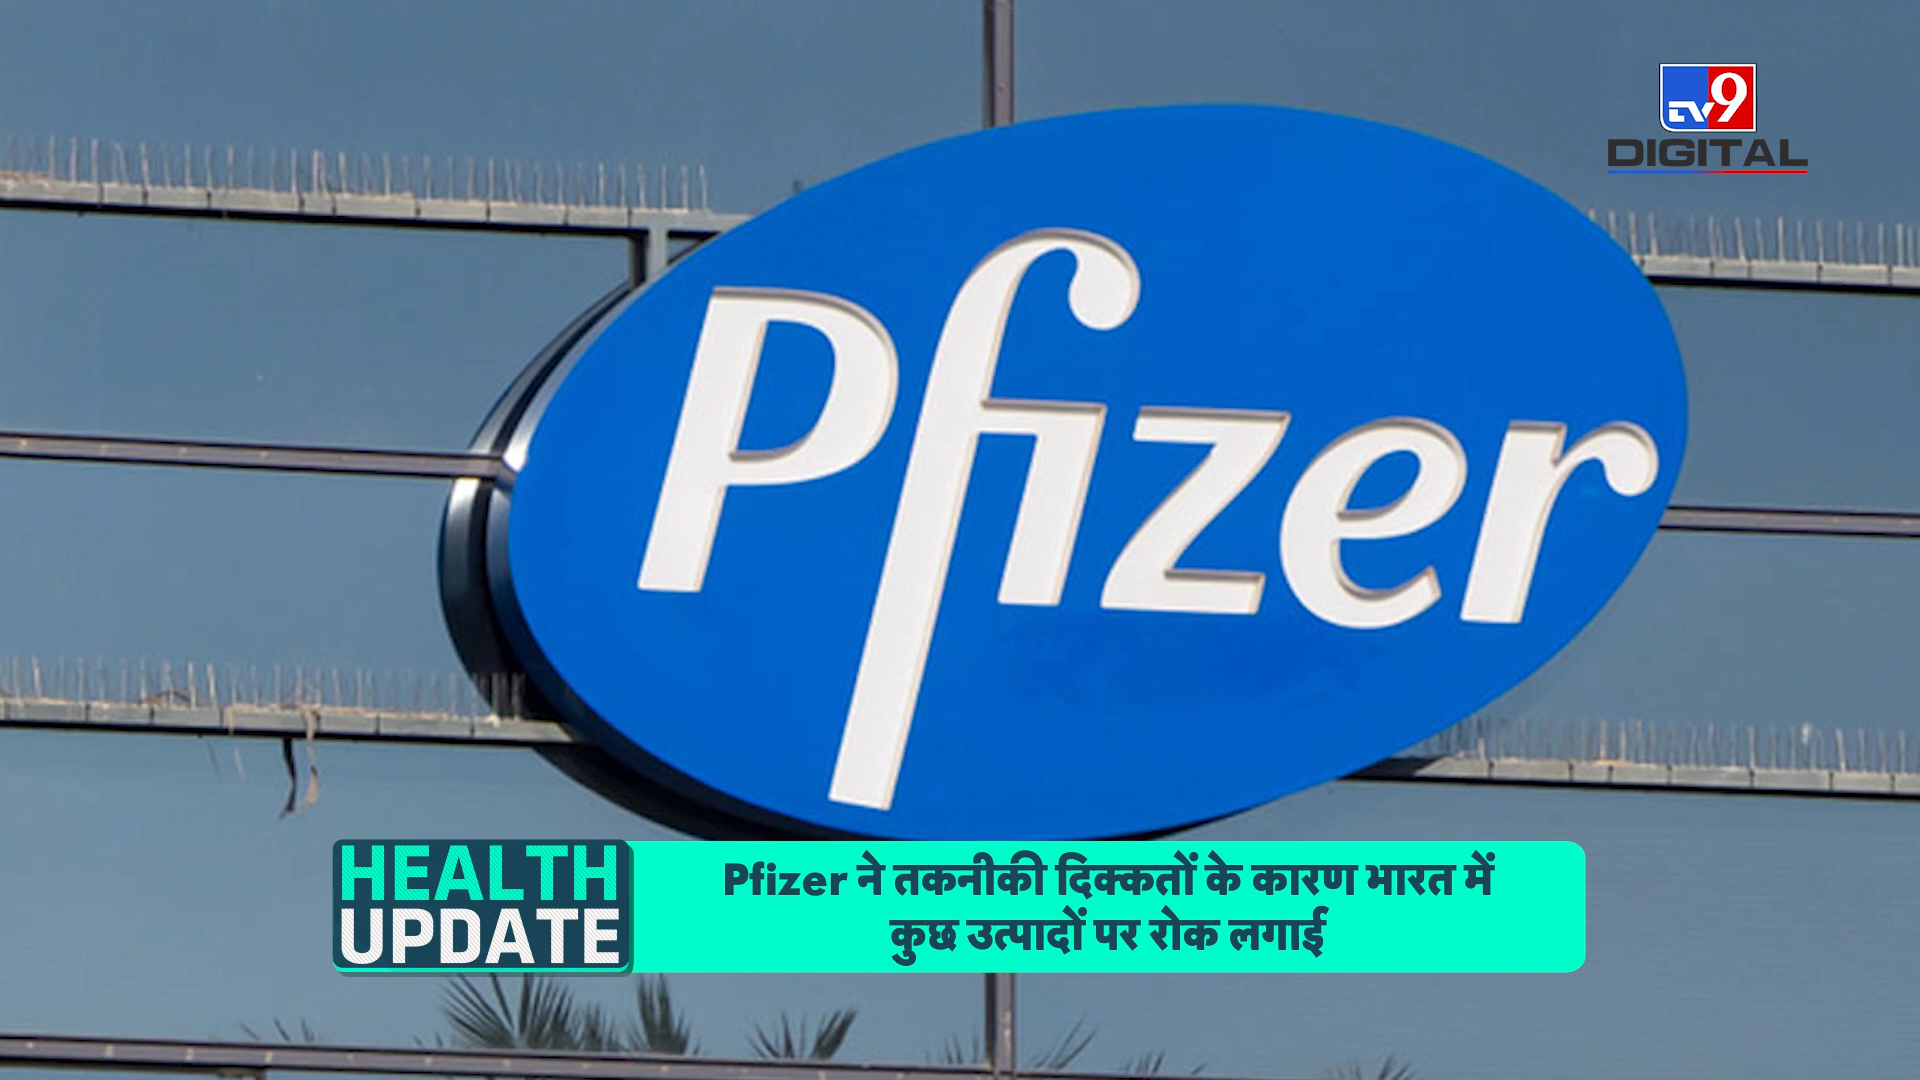 tv9
DIGITAL
Pfizer
HEALTH
UPDATE
Pfizer ने तकनीकी दिक्कतों के कारण भारत में
कुछ उत्पादों पर रोक लगाई